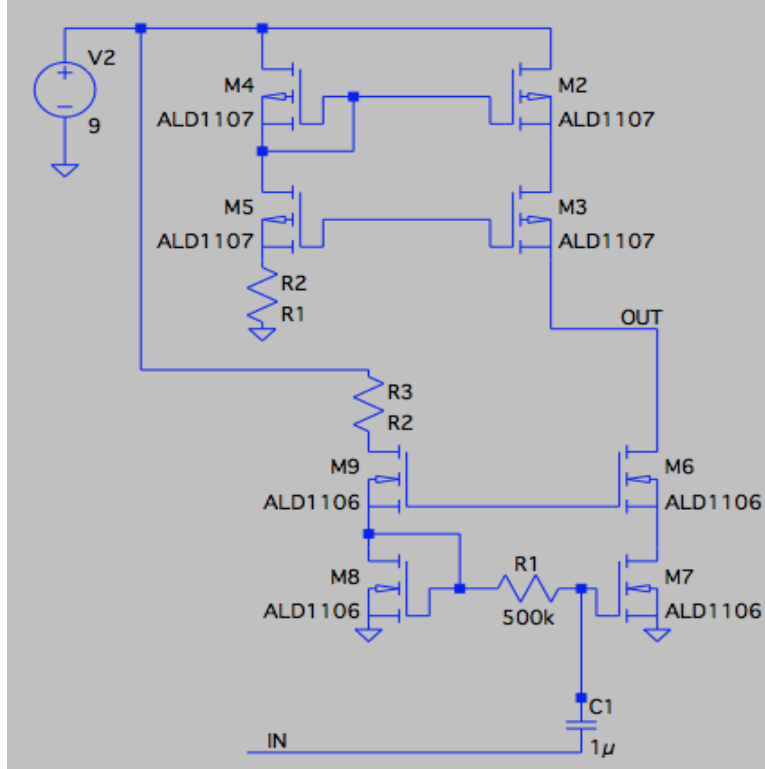 V2
9
M4
ALD1107
M2
ALD1107
M5
ALD1107
M3
ALD1107
R2
R1
OUT
R3
R2
M9
ALD1106
M6
ALD1106
M8
ALD1106
R1
500k
M7
ALD1106
C1
1µ
IN